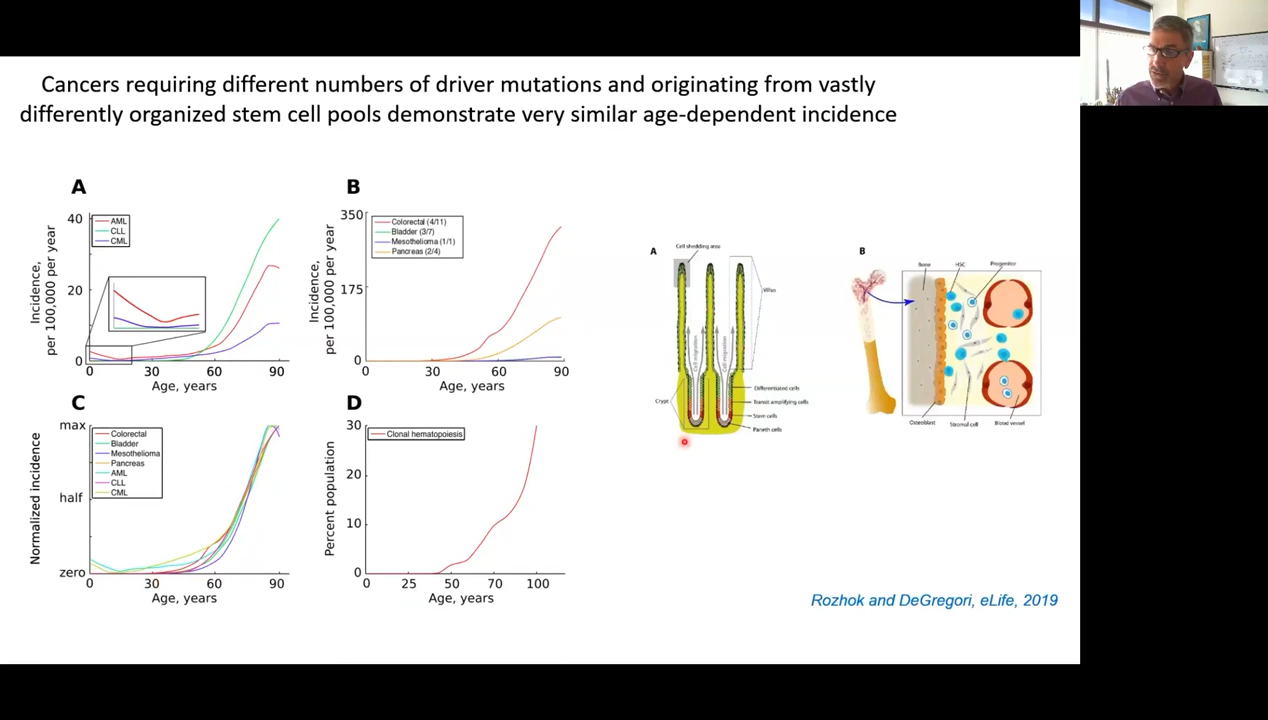 Cancers requiring different numbers of driver mutations and originating from vastly
differently organized stem cell pools demonstrate very similar age-dependent incidence
A
Incidence,
per 100,000 per year
40
20
0
AML
CLL
CML
0
30
60
90
Age, years
B
Incidence,
per 100,000 per year
350
175
0
Colorectal (4/11)
Bladder (3/7)
Mesothelioma (1/1)
Pancreas (2/4)
0
30
60
90
Age, years
C
Normalized incidence
max
half
zero
Colorectal
Bladder
Mesothelioma
Pancreas
AML
CLL
CML
0
30
60
90
Age, years
D
Percent population
30
20
10
0
Clonal hematopoiesis
0
25
50
70
100
Age, years
A
Cell shedding area
Villus
Cell migration
Cell migration
Crypt
Differentiated cells
Transit amplifying cells
Stem cells
Paneth cells
B
Bone
HSC
Progenitor
Osteoblast
Stromal cell
Blood vessel
Rozhok and DeGregori, eLife, 2019